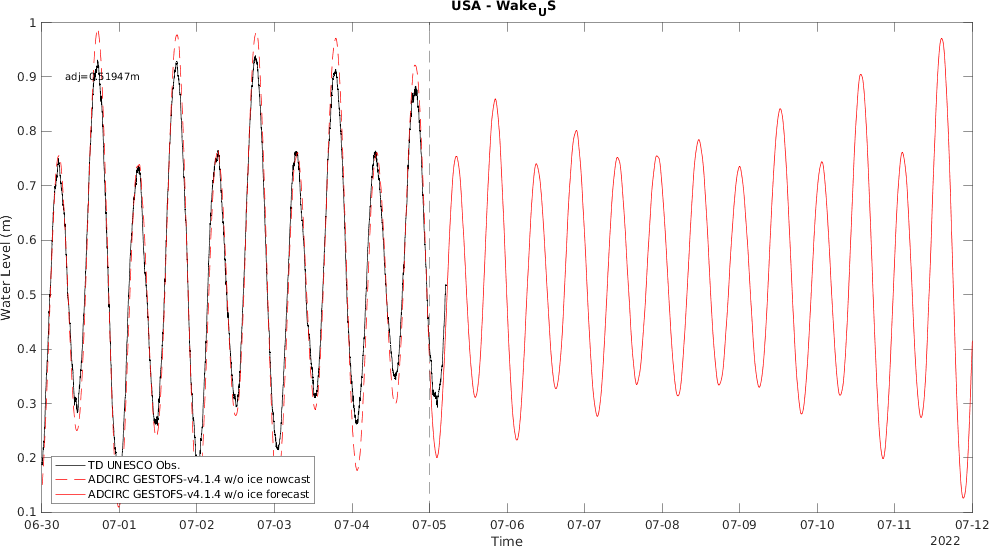 USA - WakeUS
1
0.9
0.8
0.7
0.6
0.5
0.4
0.3
0.2
0.1
Water Level (m)
adj=0.51947m
TD UNESCO Obs.
ADCIRC GESTOFS-v4.1.4 w/o ice nowcast
ADCIRC GESTOFS-v4.1.4 w/o ice forecast
06-30 07-01 07-02 07-03 07-04 07-05 07-06 07-07 07-08 07-09 07-10 07-11 07-12
Time
2022